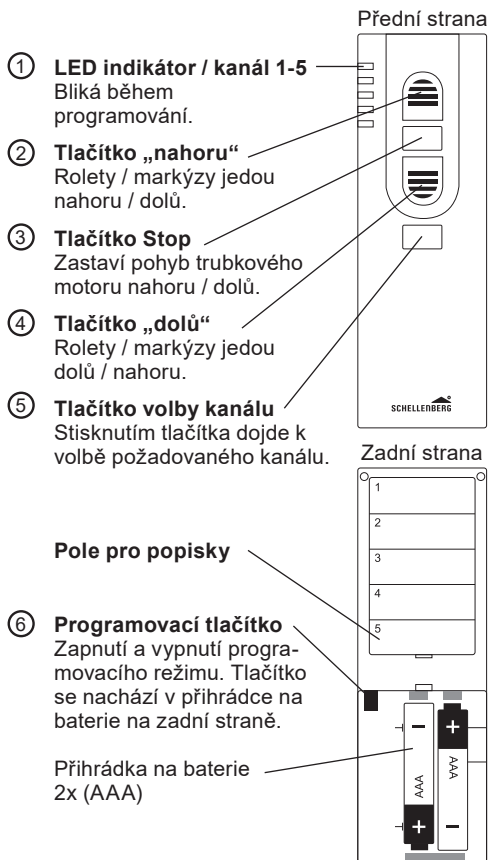 Přední strana
① LED indikátor / kanál 1-5
Bliká během
programování.
② Tlačítko „nahoru“
Rolety / markýzy jedou
nahoru / dolů.
③ Tlačítko Stop
Zastaví pohyb trubkového
motoru nahoru / dolů.
④ Tlačítko „dolů“
Rolety / markýzy jedou
dolů / nahoru.
⑤ Tlačítko volby kanálu
Stisknutím tlačítka dojde k
volbě požadovaného kanálu.
SCHELLENBERG
Zadní strana
1
2
3
4
5
Pole pro popisky
⑥ Programovací tlačítko
Zapnutí a vypnutí progra-
movacího režimu. Tlačítko
se nachází v přihrádce na
baterie na zadní straně.
Přihrádka na baterie
2x (AAA)
– +
AAA AAA
+ –